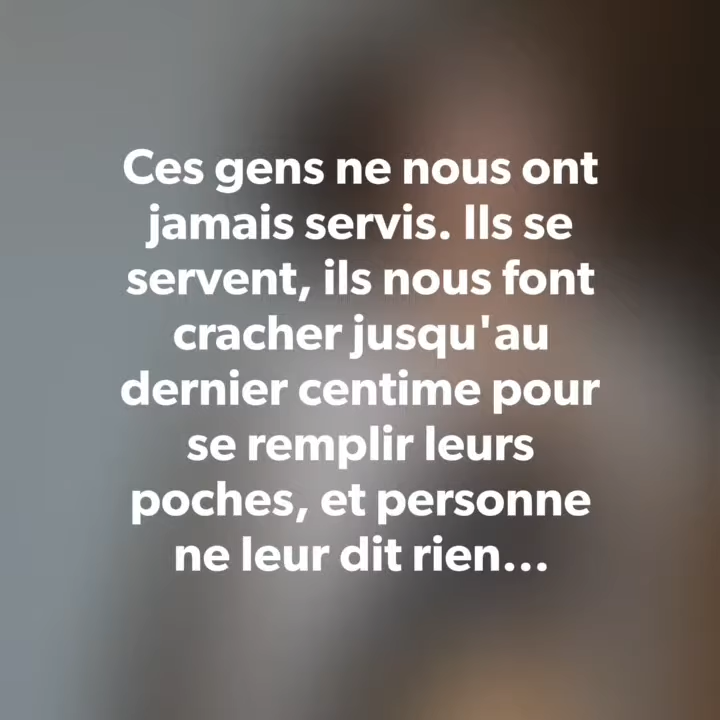 Ces gens ne nous ont
jamais servis. Ils se
servent, ils nous font
cracher jusqu'au
dernier centime pour
se remplir leurs
poches, et personne
ne leur dit rien...